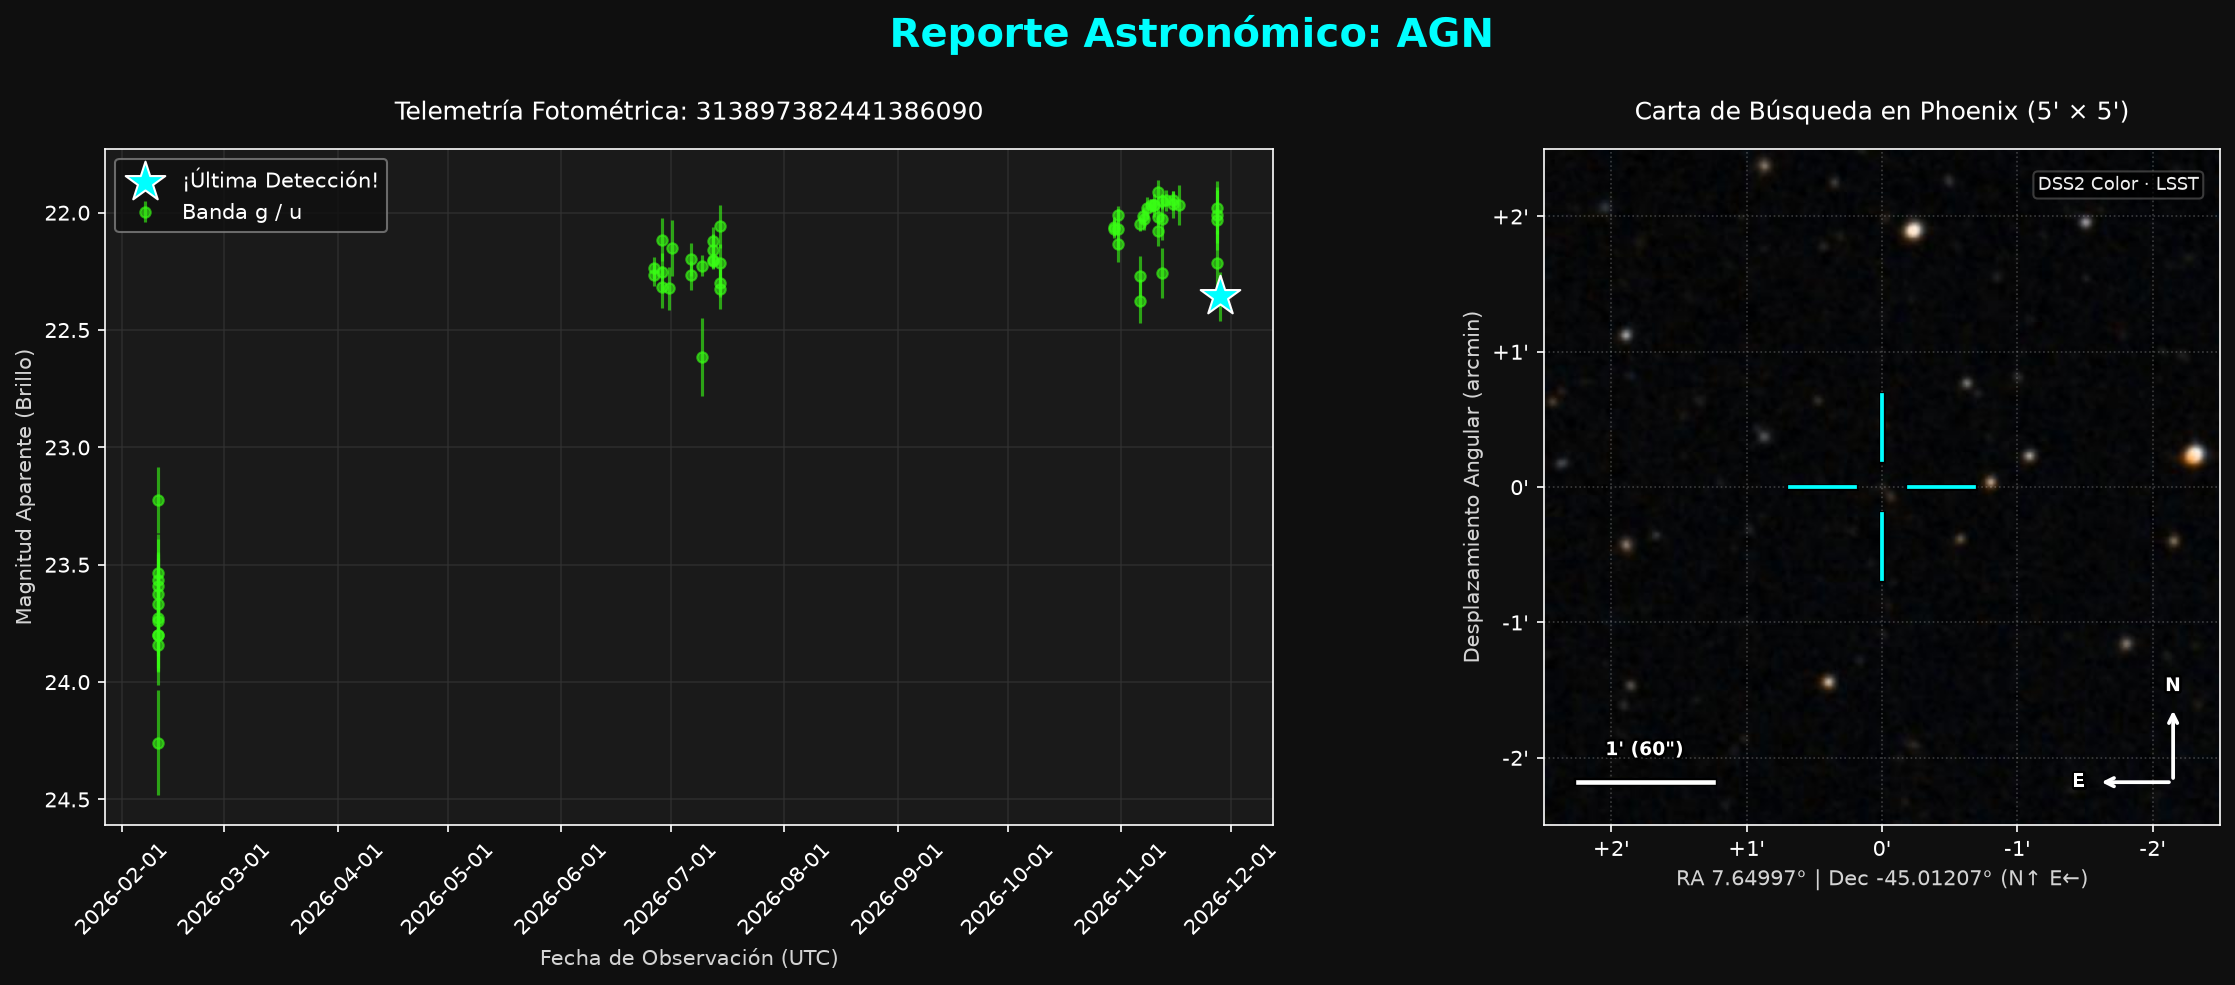 Reporte Astronómico: AGN
Telemetría Fotométrica: 313897382441386090
¡Última Detección!
Banda g / u
Magnitud Aparente (Brillo)
22.0
22.5
23.0
23.5
24.0
24.5
2026-02-01
2026-03-01
2026-04-01
2026-05-01
2026-06-01
2026-07-01
2026-08-01
2026-09-01
2026-10-01
2026-11-01
2026-12-01
Fecha de Observación (UTC)
Carta de Búsqueda en Phoenix (5' × 5')
DSS2 Color · LSST
Desplazamiento Angular (arcmin)
+2'
+1'
0'
-1'
-2'
N
E
1' (60")
+2'
+1'
0'
-1'
-2'
RA 7.64997° | Dec -45.01207° (N↑ E←)